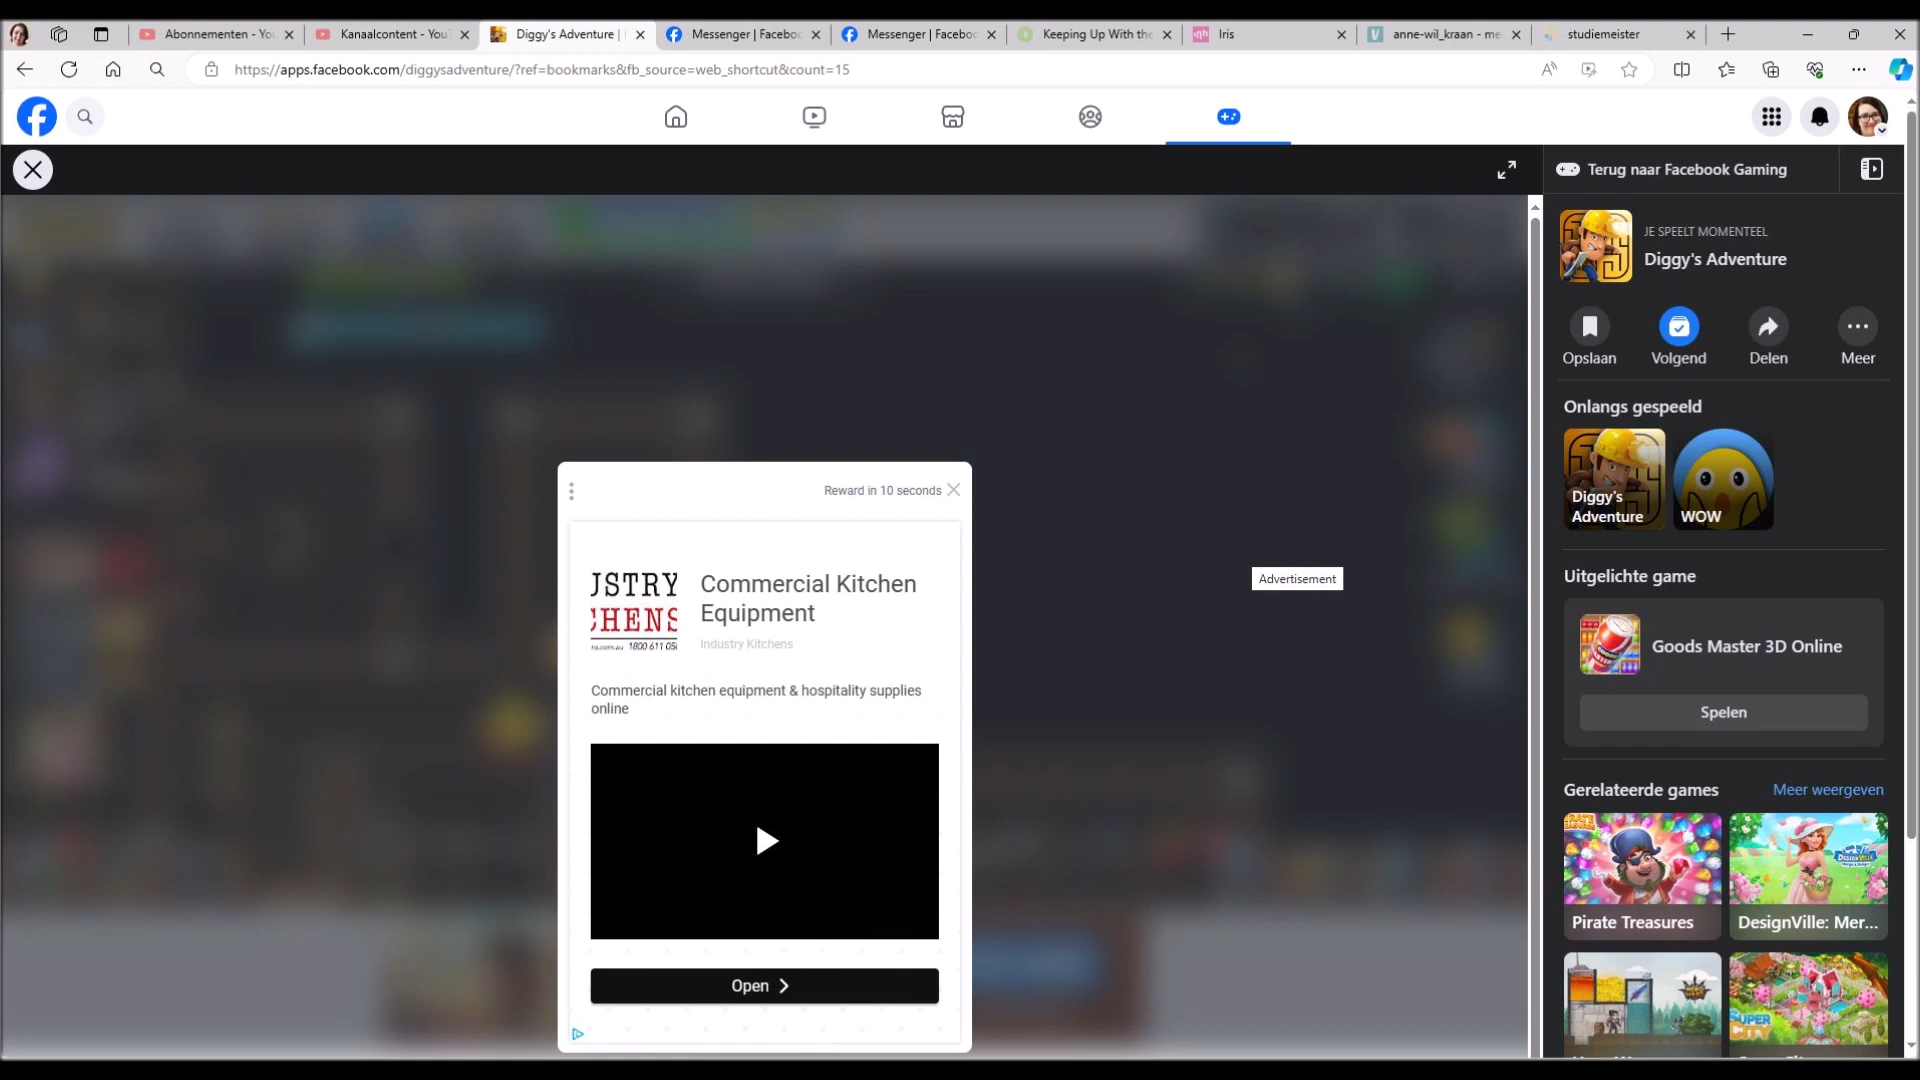 Abonnementen - You
Kanaalcontent - YouT
Diggy's Adventure |
Messenger | Faceboo
Messenger | Faceboo
Keeping Up With the
Iris
anne-wil_kraan - me
studiemeister
https://apps.facebook.com/diggysadventure/?ref=bookmarks&fb_source=web_shortcut&count=15
Terug naar Facebook Gaming
JE SPEELT MOMENTEEL
Diggy's Adventure
Opslaan
Volgend
Delen
Meer
Onlangs gespeeld
Diggy's
Adventure
WOW
Uitgelichte game
Goods Master 3D Online
Spelen
Gerelateerde games
Meer weergeven
Pirate Treasures
DesignVille: Mer...
SUPER
CITY
Reward in 10 seconds
JSTRY
CHENS
1800 611 05
Commercial Kitchen
Equipment
Industry Kitchens
Commercial kitchen equipment & hospitality supplies
online
Open
Advertisement